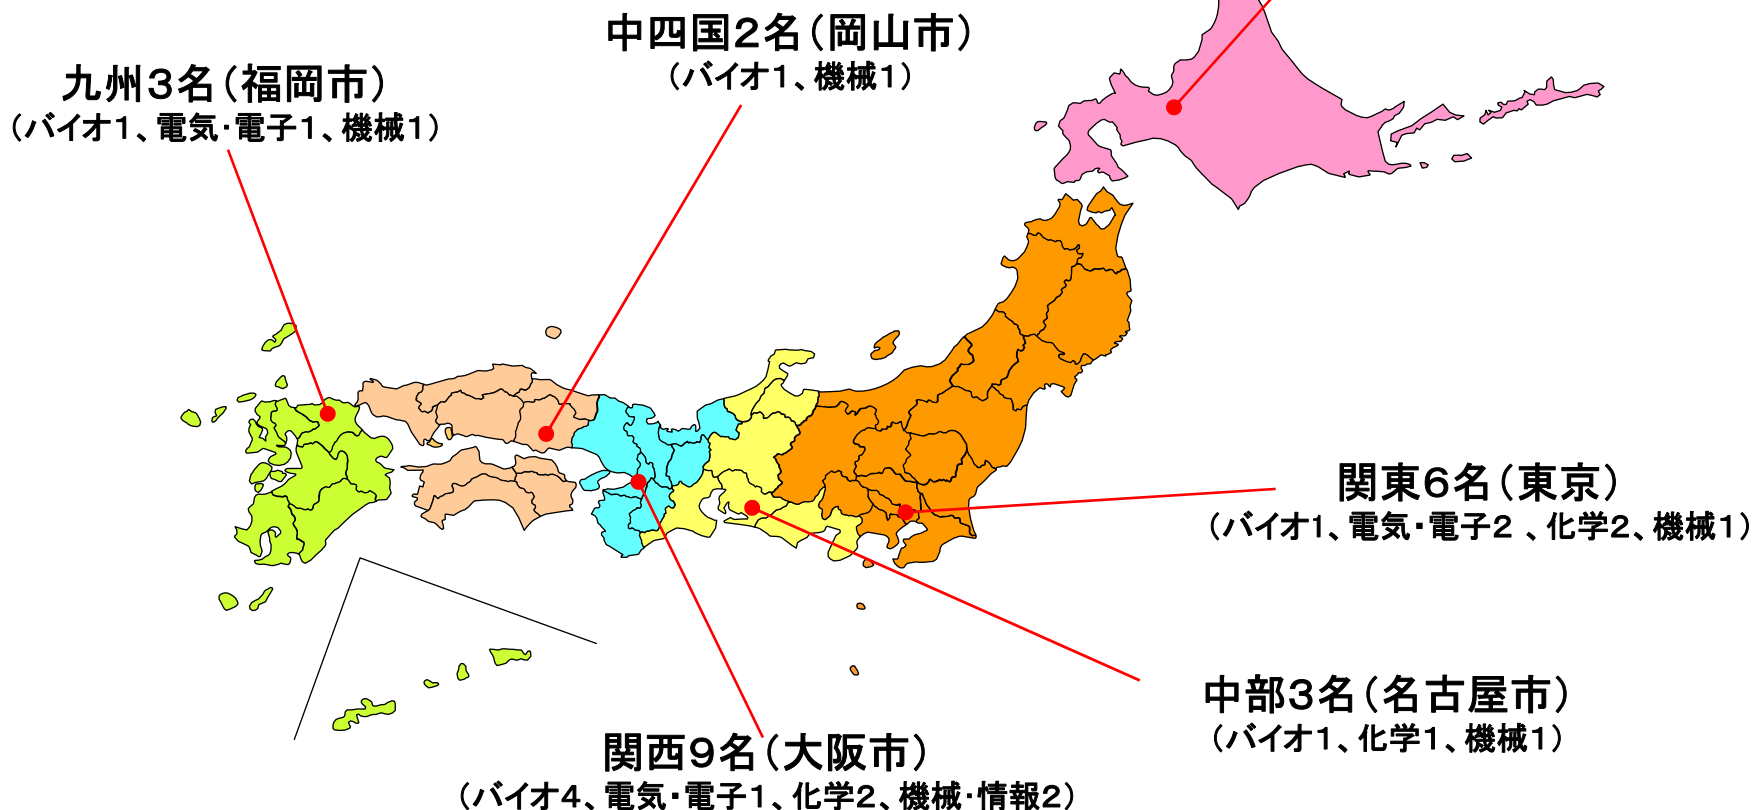 中四国２名（岡山市）
（バイオ１、機械１）
九州３名（福岡市）
（バイオ１、電気・電子１、機械１）
関東６名（東京）
（バイオ１、電気・電子２ 、化学２、機械１）
中部３名（名古屋市）
（バイオ１、化学１、機械１）
関西９名（大阪市）
（バイオ４、電気・電子１、化学２、機械・情報２）